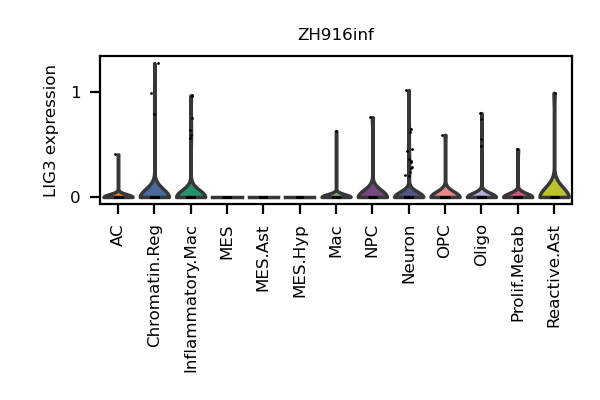 ZH916inf
LIG3 expression
1
0
AC
Chromatin.Reg
Inflammatory.Mac
MES
MES.Ast
MES.Hyp
Mac
NPC
Neuron
OPC
Oligo
Prolif.Metab
Reactive.Ast